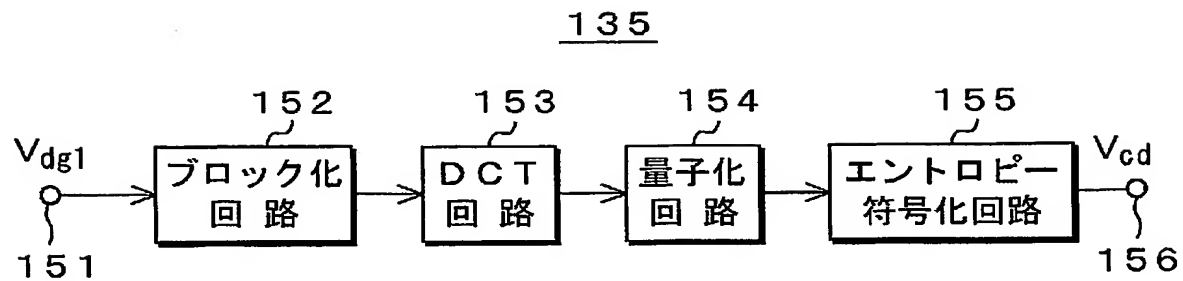 135
152
153
154
155
Vdg1
ブロック化
回路
DCT
回路
量子化
回路
エントロピー
符号化回路
Vcd
151
156